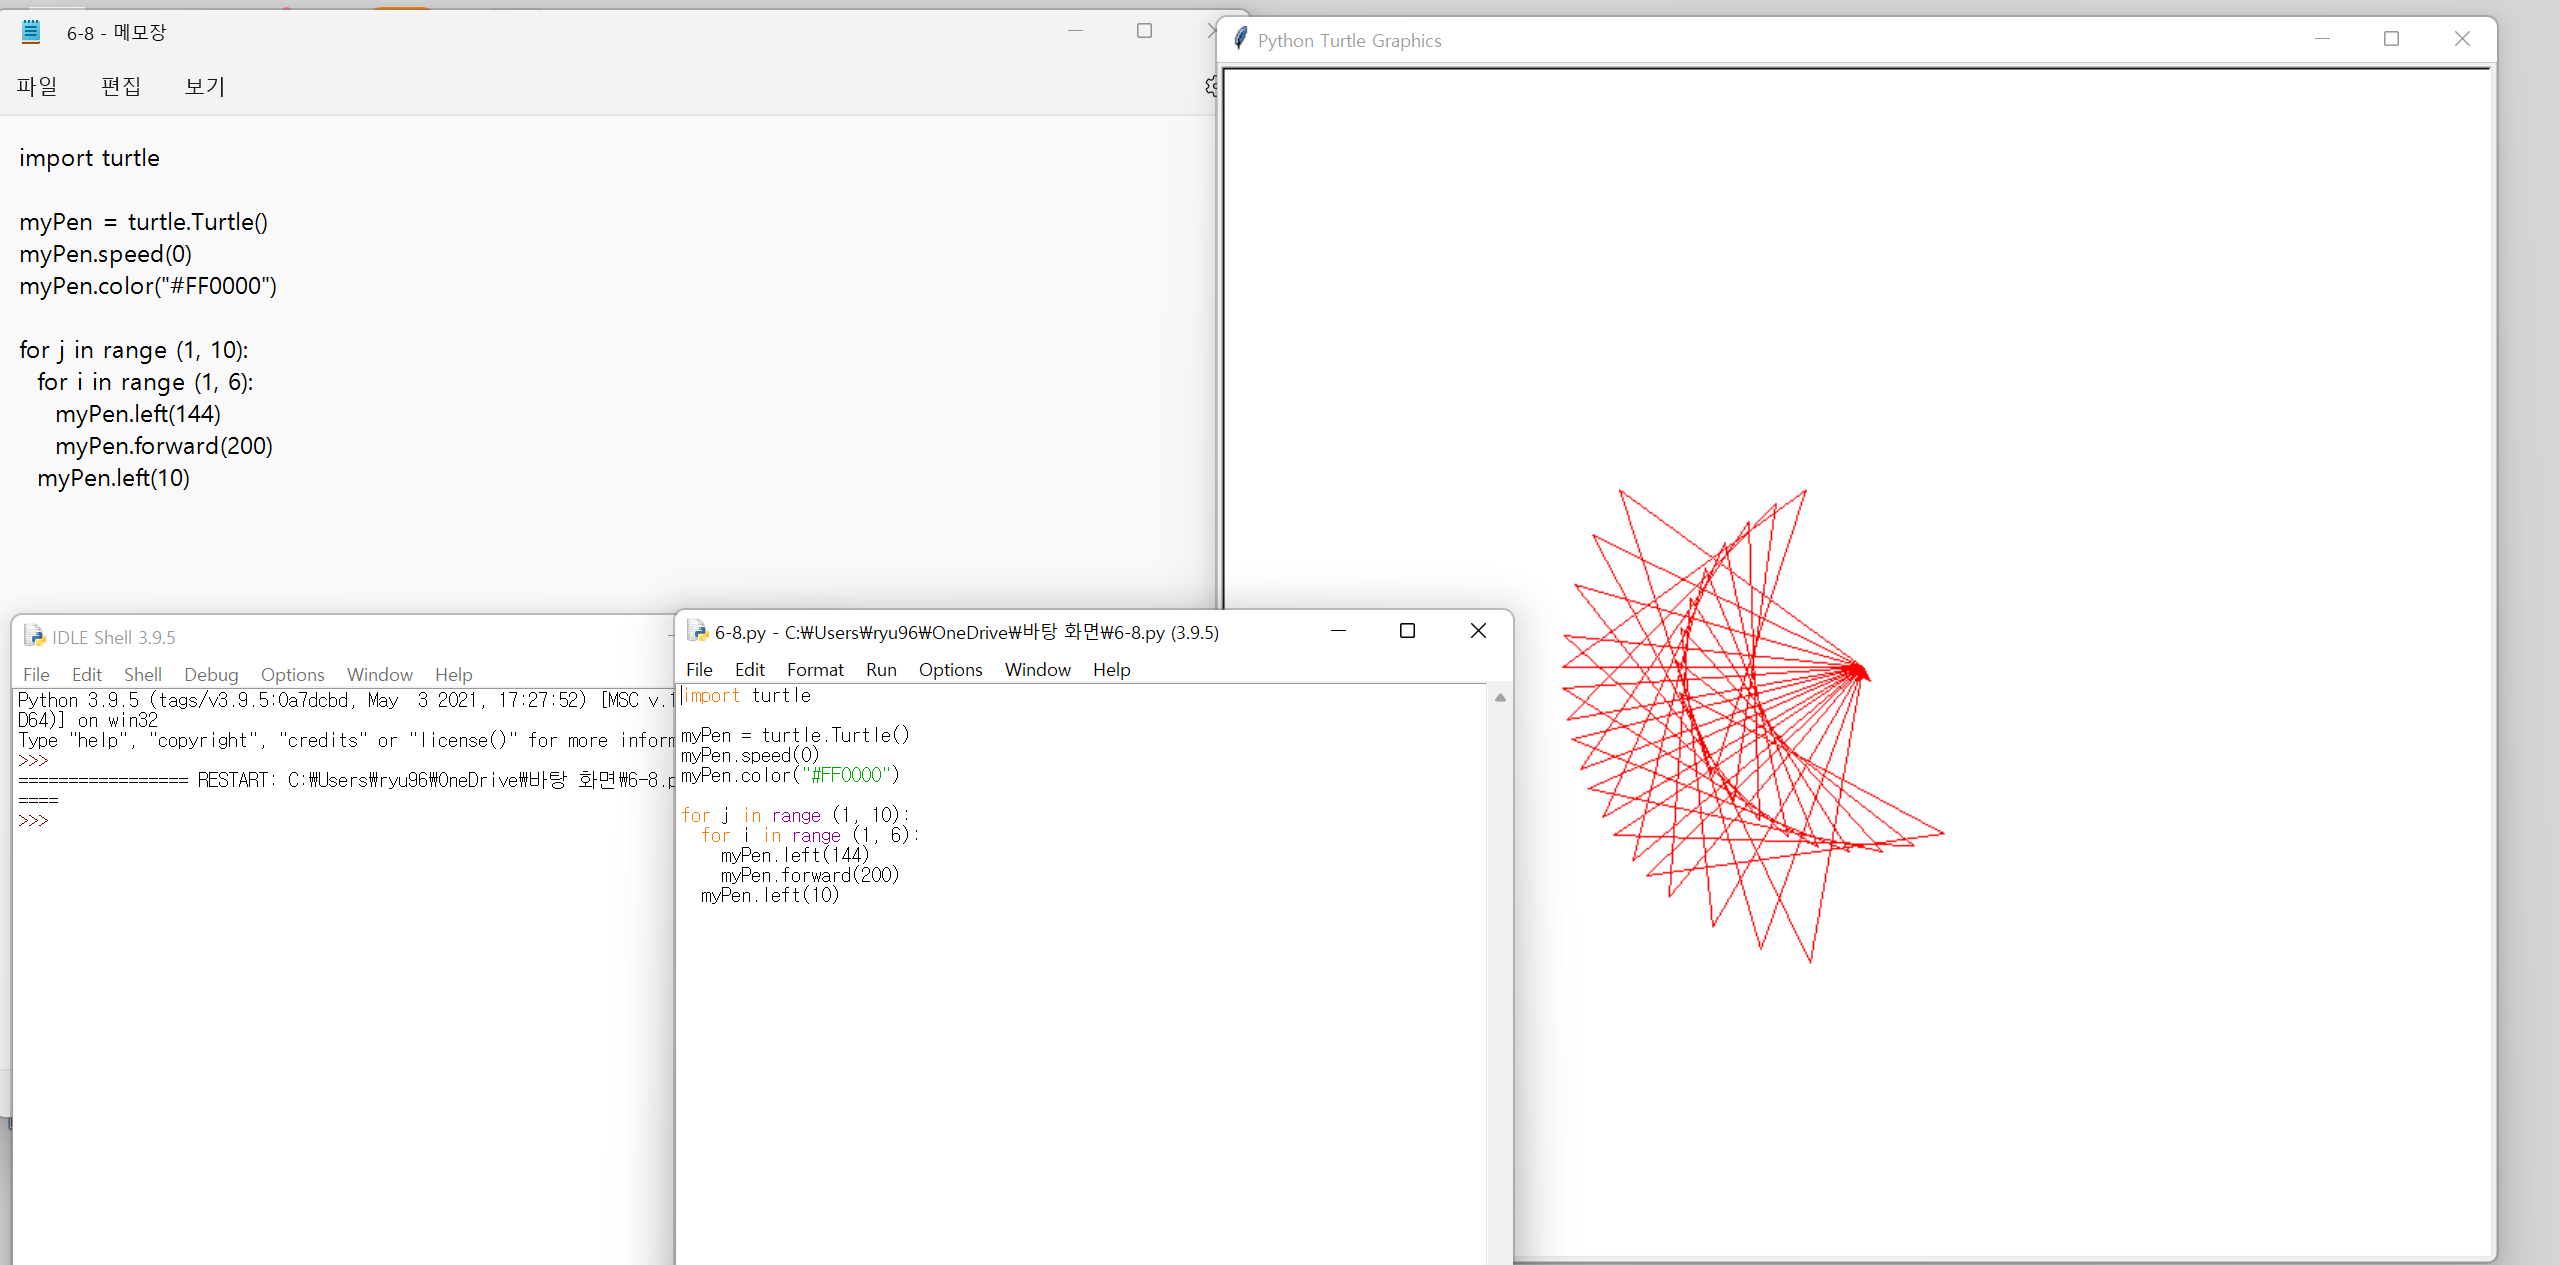 6-8 - 메모장
파일 편집 보기
import turtle
myPen = turtle.Turtle()
myPen.speed(0)
myPen.color("#FF0000")
for j in range (1, 10):
for i in range (1, 6):
myPen.left(144)
myPen.forward(200)
myPen.left(10)
Python Turtle Graphics
IDLE Shell 3.9.5
File Edit Shell Debug Options Window Help
Python 3.9.5 (tags/v3.9.5:0a7dcbd, May  3 2021, 17:27:52) [MSC v.1
D64)] on win32
Type "help", "copyright", "credits" or "license()" for more inform
>>>
================= RESTART: C:₩Users₩ryu96₩OneDrive₩바탕 화면₩6-8.p
====
>>>
6-8.py - C:₩Users₩ryu96₩OneDrive₩바탕 화면₩6-8.py (3.9.5)
File Edit Format Run Options Window Help
import turtle
myPen = turtle.Turtle()
myPen.speed(0)
myPen.color("#FF0000")
for j in range (1, 10):
for i in range (1, 6):
myPen.left(144)
myPen.forward(200)
myPen.left(10)